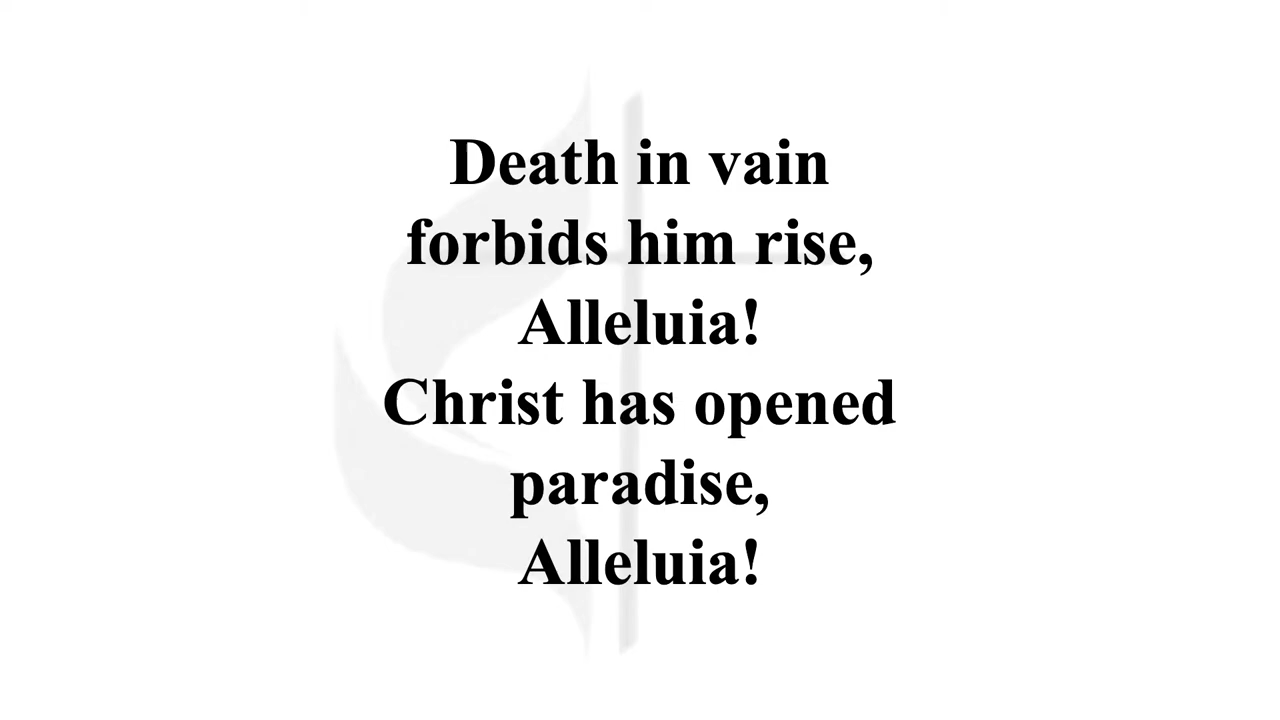 Death in vain
forbids him rise,
Alleluia!
Christ has opened
paradise,
Alleluia!